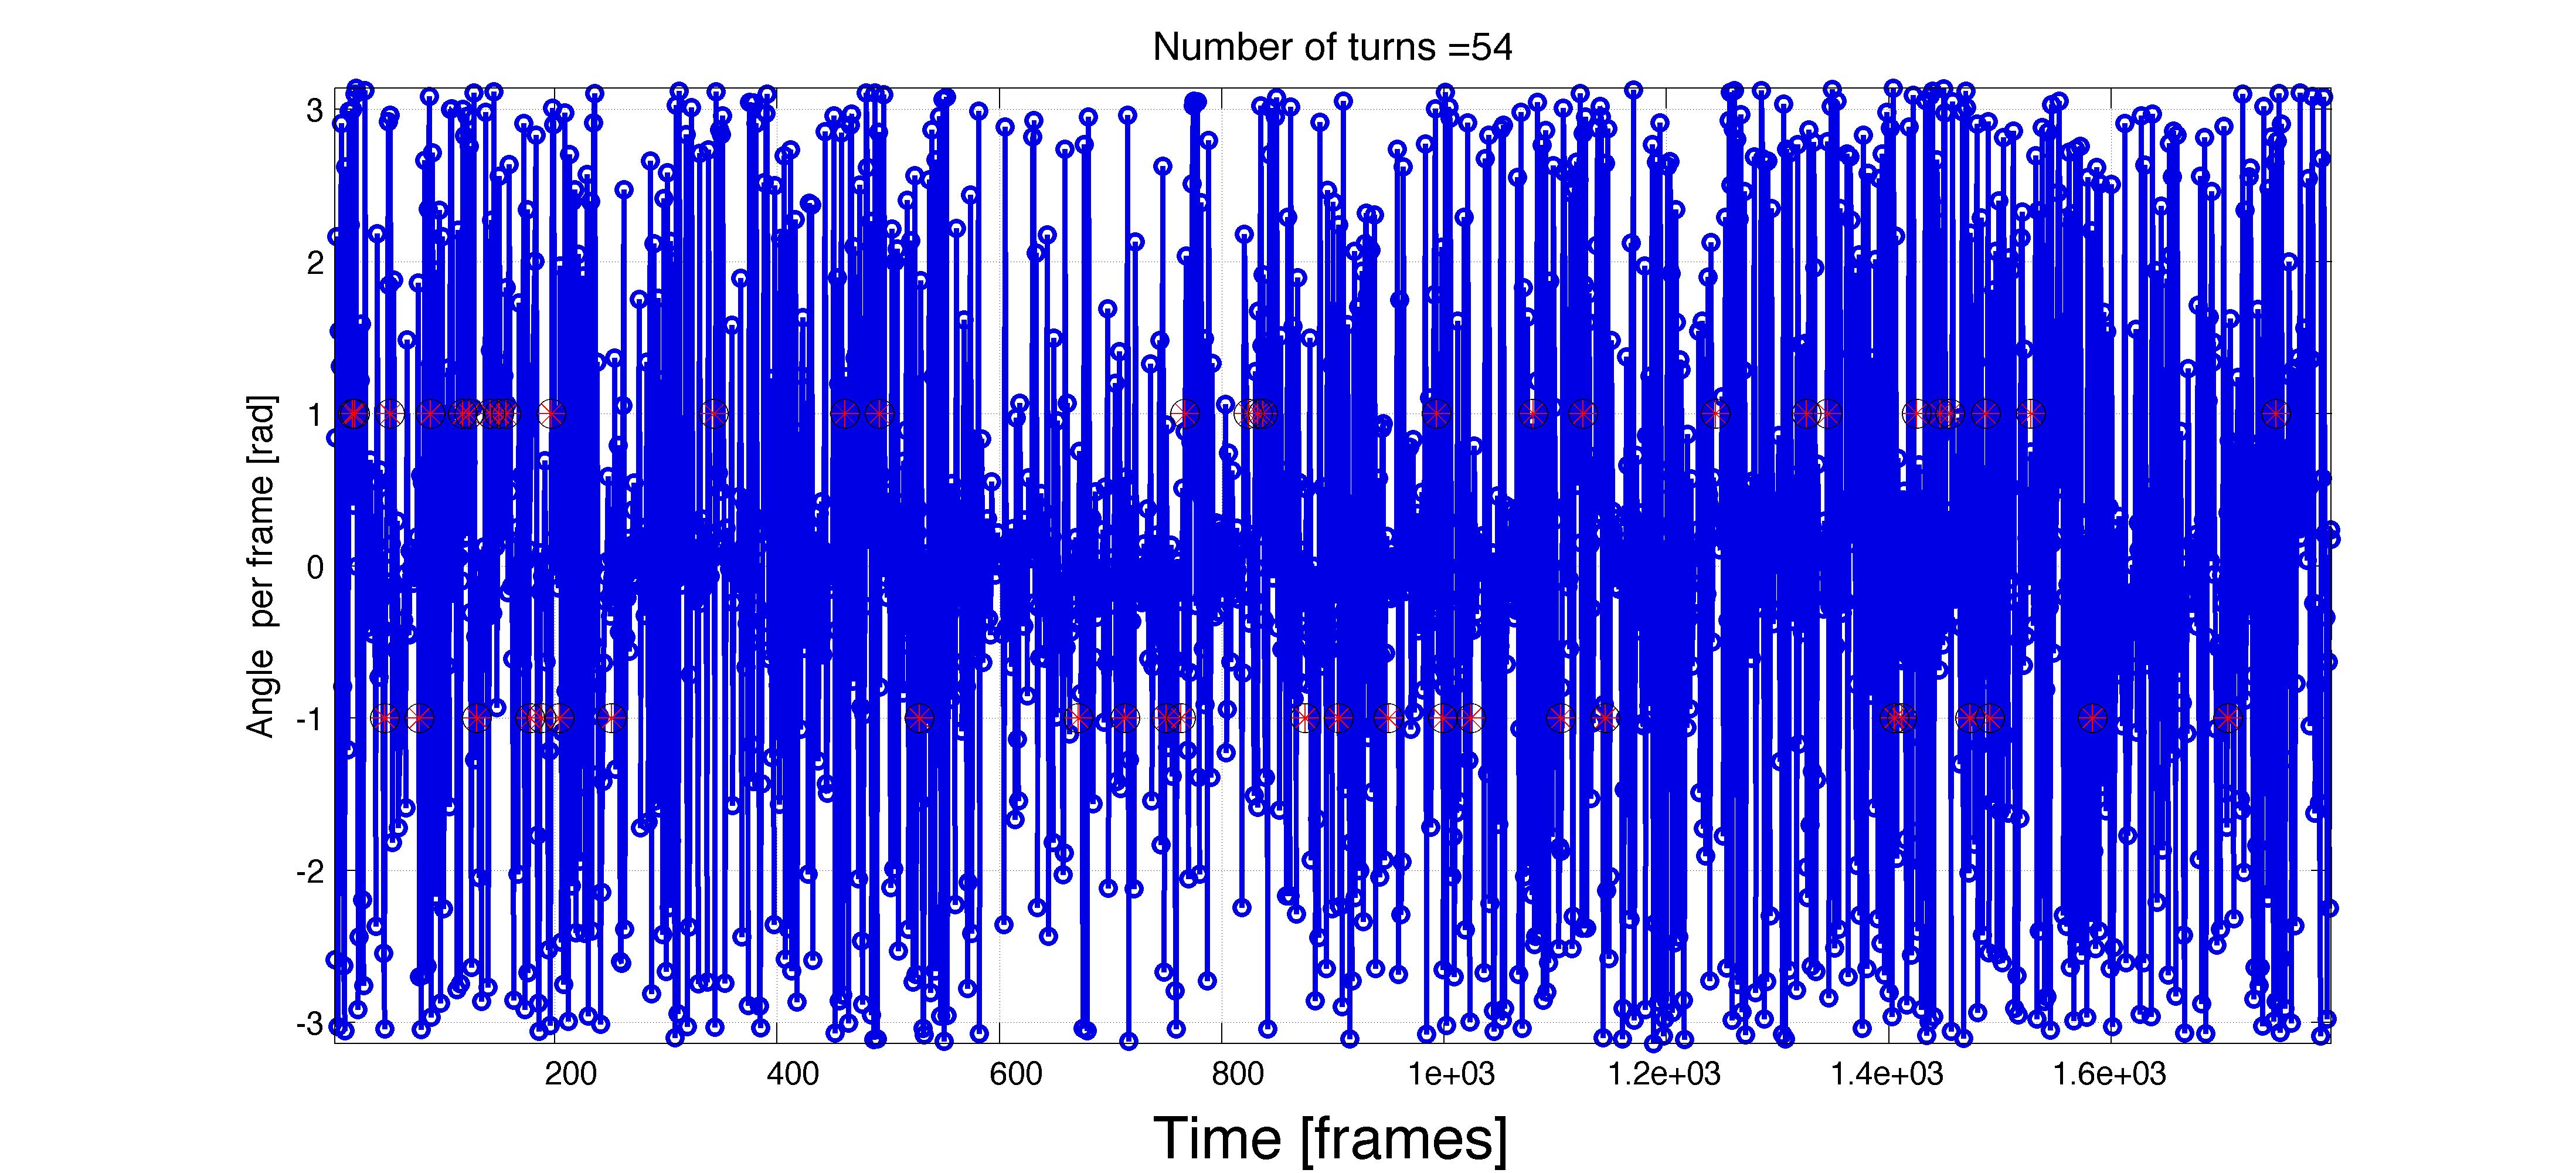 Number of turns =54
3
2
1
0
-1
-2
-3
Angle per frame [rad]
200 400 600 800 1e+03 1.2e+03 1.4e+03 1.6e+03
Time [frames]